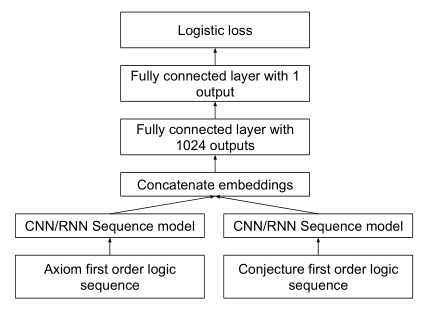 Logistic loss
Fully connected layer with 1
output
Fully connected layer with
1024 outputs
Concatenate embeddings
CNN/RNN Sequence model
CNN/RNN Sequence model
Axiom first order logic
sequence
Conjecture first order logic
sequence